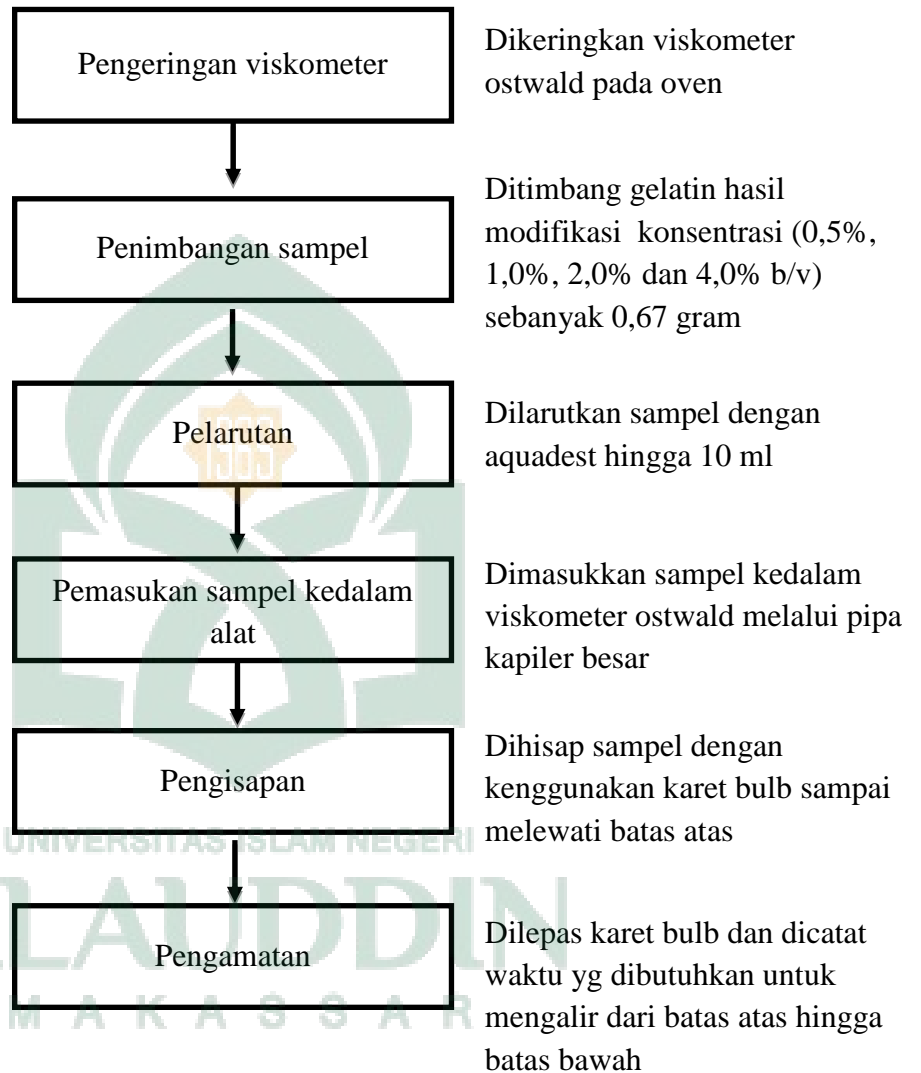 Pengeringan viskometer
Dikeringkan viskometer
ostwald pada oven
Penimbangan sampel
Ditimbang gelatin hasil
modifikasi konsentrasi (0,5%,
1,0%, 2,0% dan 4,0% b/v)
sebanyak 0,67 gram
Pelarutan
Dilarutkan sampel dengan
aquadest hingga 10 ml
Pemasukan sampel kedalam
alat
Dimasukkan sampel kedalam
viskometer ostwald melalui pipa
kapiler besar
Pengisapan
Dihisap sampel dengan
kenggunakan karet bulb sampai
melewati batas atas
Pengamatan
Dilepas karet bulb dan dicatat
waktu yg dibutuhkan untuk
mengalir dari batas atas hingga
batas bawah
1965
UNIVERSITAS ISLAM NEGERI
LAUDDIN
MAKASSAR